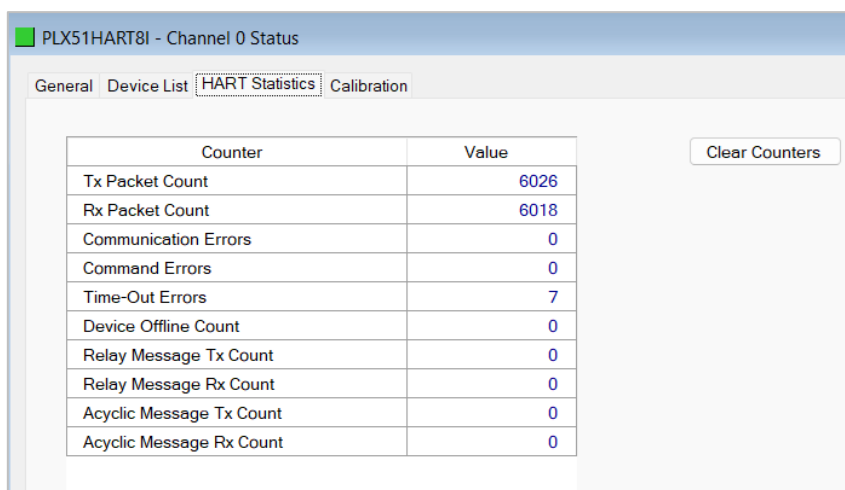 PLX51HART8I - Channel 0 Status
General Device List HART Statistics Calibration
Counter Value Clear Counters
Tx Packet Count 6026
Rx Packet Count 6018
Communication Errors 0
Command Errors 0
Time-Out Errors 7
Device Offline Count 0
Relay Message Tx Count 0
Relay Message Rx Count 0
Acyclic Message Tx Count 0
Acyclic Message Rx Count 0